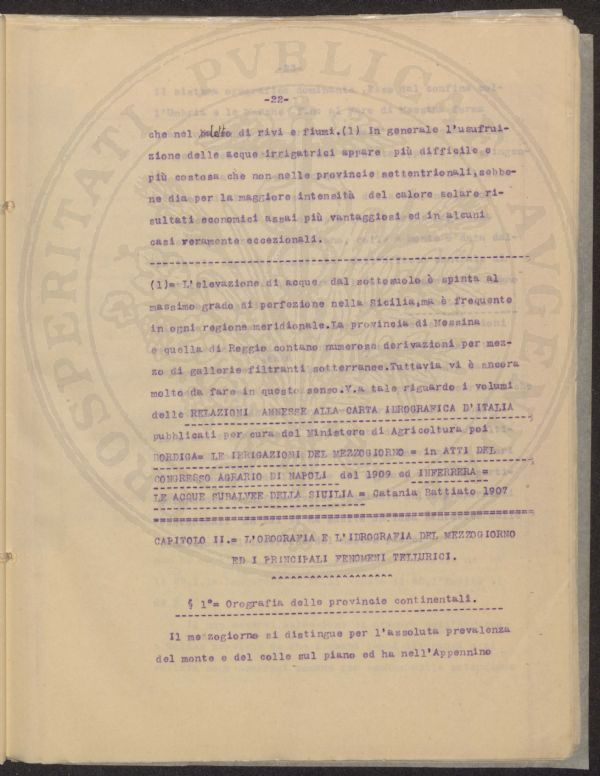 PROSPERITATI PVBLICAE AVGENDAE
-22-
che nel di rivi e fiumi.(1) In generale l'usufrui-
zione delle acque irrigatrici appare più difficile e
più costosa che non nelle provincie settentrionali,sebbe-
ne dia per la maggiore intensità del calore solare ri-
sultati economici assai più vantaggiosi ed in alcuni
casi veramente eccezionali.
(1)= L'elevazione di acque dal sottosuolo è spinta al
massimo grado si perfezione nella Sicilia,ma è frequente
in ogni regione meridionale.La provincia di Messina
e quella di Reggio contano numerose derivazioni per mez-
zo di gallerie filtranti sotterranee.Tuttavia vi è ancora
molto da fare in questo senso.V.a tale riguardo i volumi
delle RELAZIONI ANNESSE ALLA CARTA IDROGRAFICA D'ITALIA
pubblicati per cura del Ministero di Agricoltura poi
BORDIGA= LE IRRIGAZIONI DEL MEZZOGIORNO = in ATTI DEL
CONGRESSO AGRARIO DI NAPOLI del 1909 ed INFERRERA =
LE ACQUE SUBALVEE DELLA SIUILIA = Catania Battiato 1907
CAPITOLO II.= L'OROGRAFIA E L'IDROGRAFIA DEL MEZZOGIORNO
ED I PRINCIPALI FENOMENI TELLURICI.
§ 1°= Orografia delle provincie continentali.
Il mezzogiorno si distingue per l'assoluta prevalenza
del monte e del colle sul piano ed ha nell'Appennino